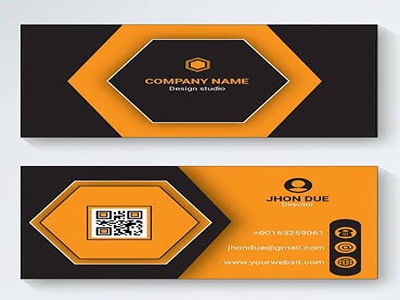 COMPANY NAME
Design studio
JHON DUE
Director
+00163259061
jhondue@gmail.com
www.yourwebsit.com